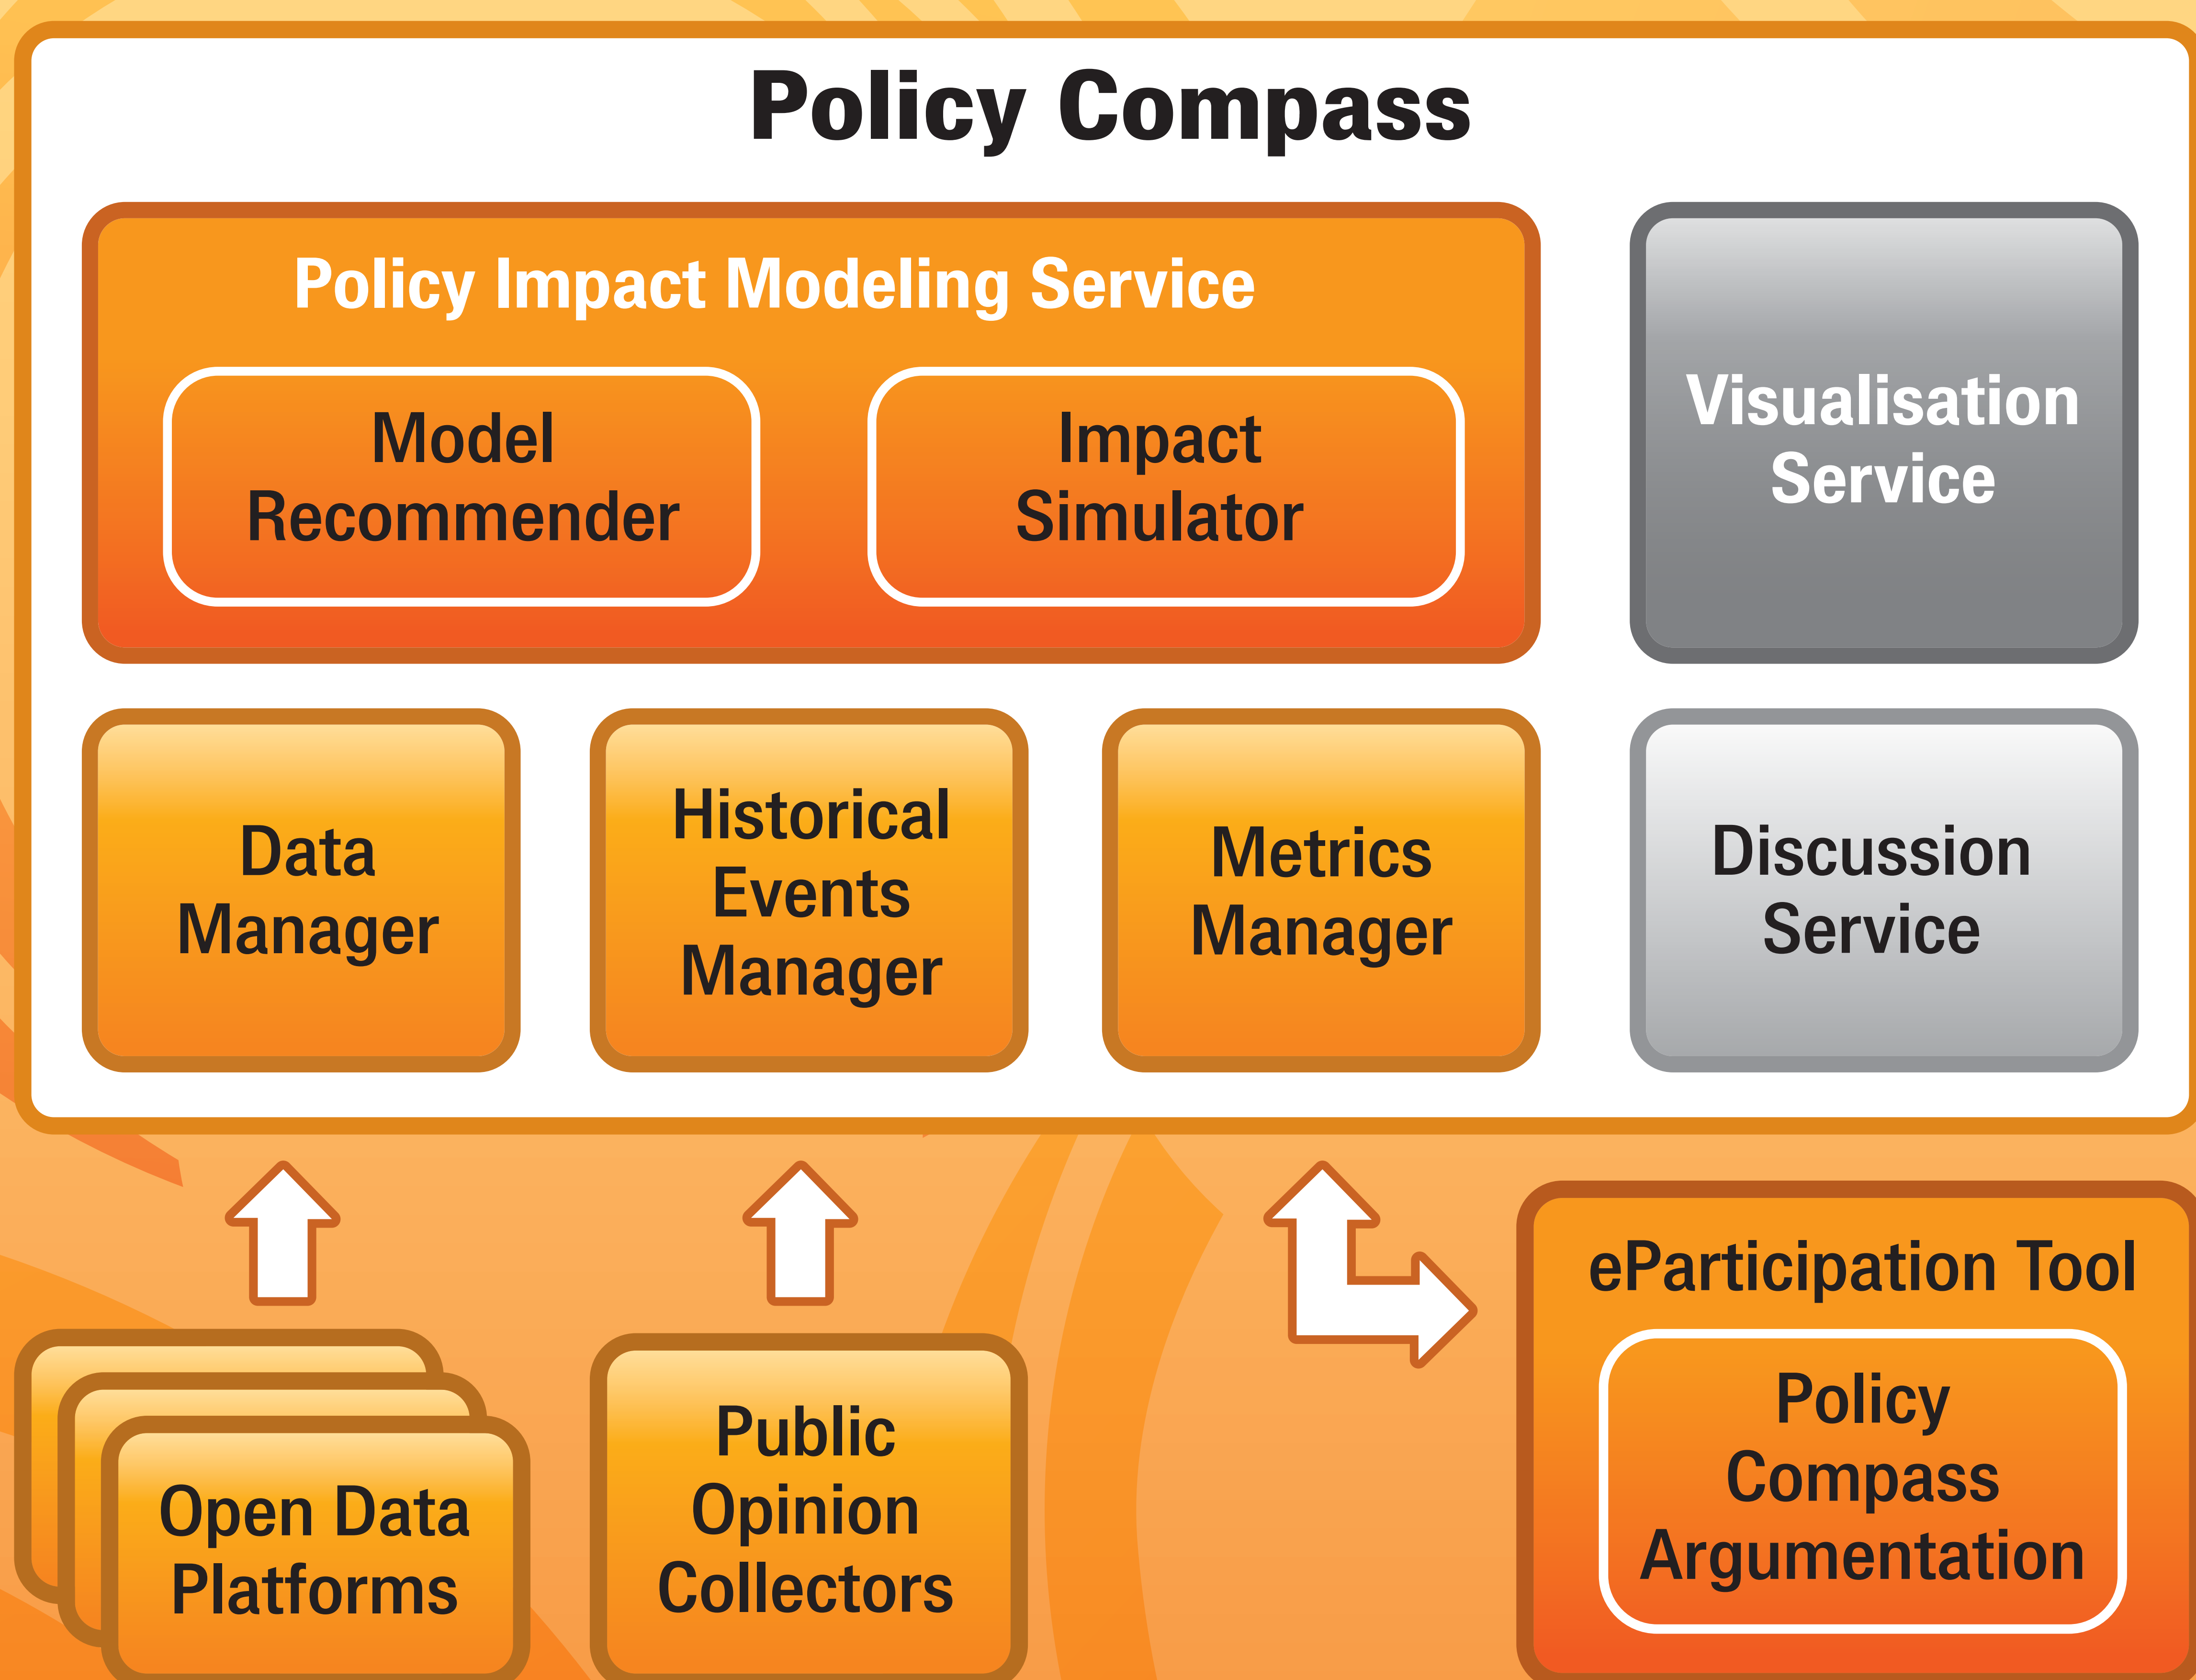 Policy Compass
Policy Impact Modeling Service
Model
Recommender
Impact
Simulator
Visualisation
Service
Data
Manager
Historical
Events
Manager
Metrics
Manager
Discussion
Service
Open Data
Platforms
Public
Opinion
Collectors
eParticipation Tool
Policy
Compass
Argumentation